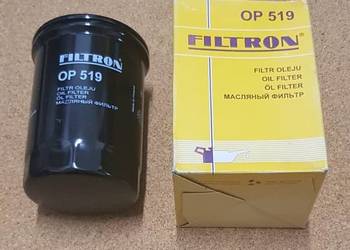 FILTRON
OP 519
FILTR OLEJU
OIL FILTER
ÖL FILTER
МАСЛЯНЫЙ ФИЛЬТР
OP 519
FILTRON®
FILTR OLEJU
OIL FILTER
ÖL FILTER
МАСЛЯНЫЙ ФИЛЬТР